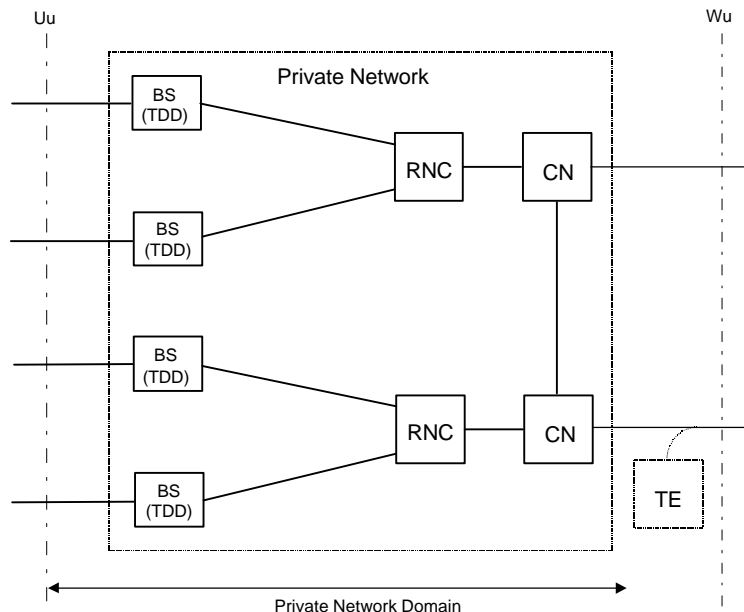 Uu
Wu
Private Network
BS
(TDD)
RNC
CN
BS
(TDD)
BS
(TDD)
RNC
CN
BS
(TDD)
TE
Private Network Domain